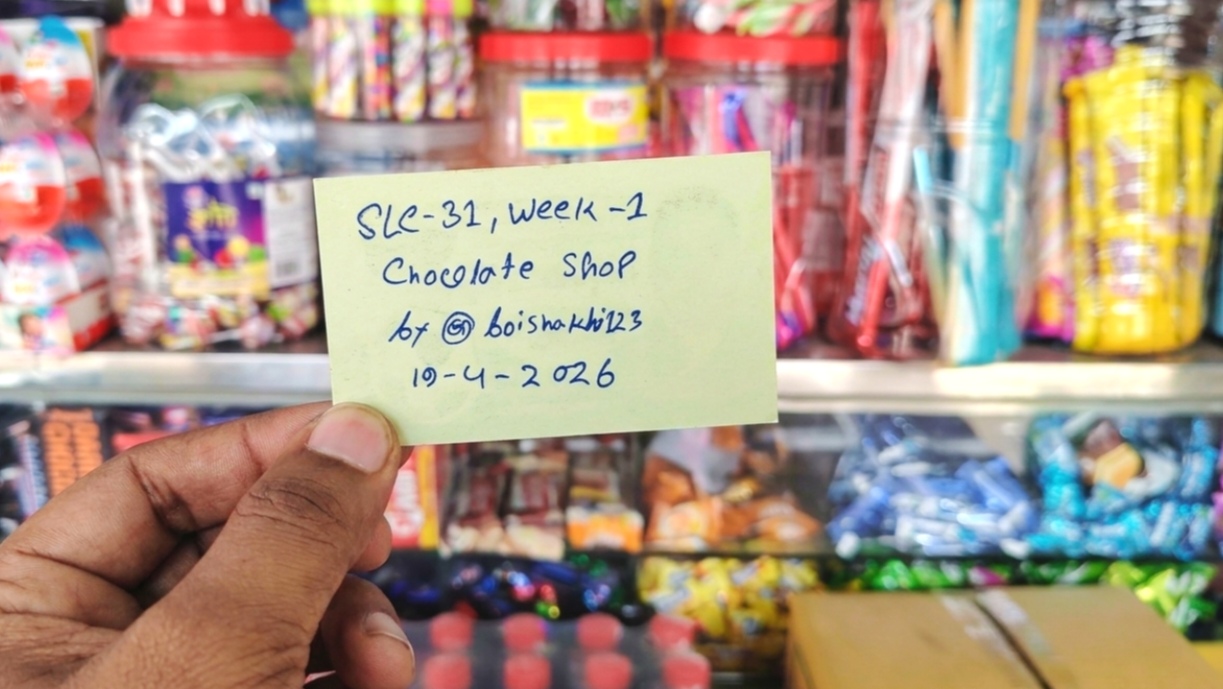 SLC-31, Week-1
Chocolate Shop
by @boishakhi123
19-4-2026